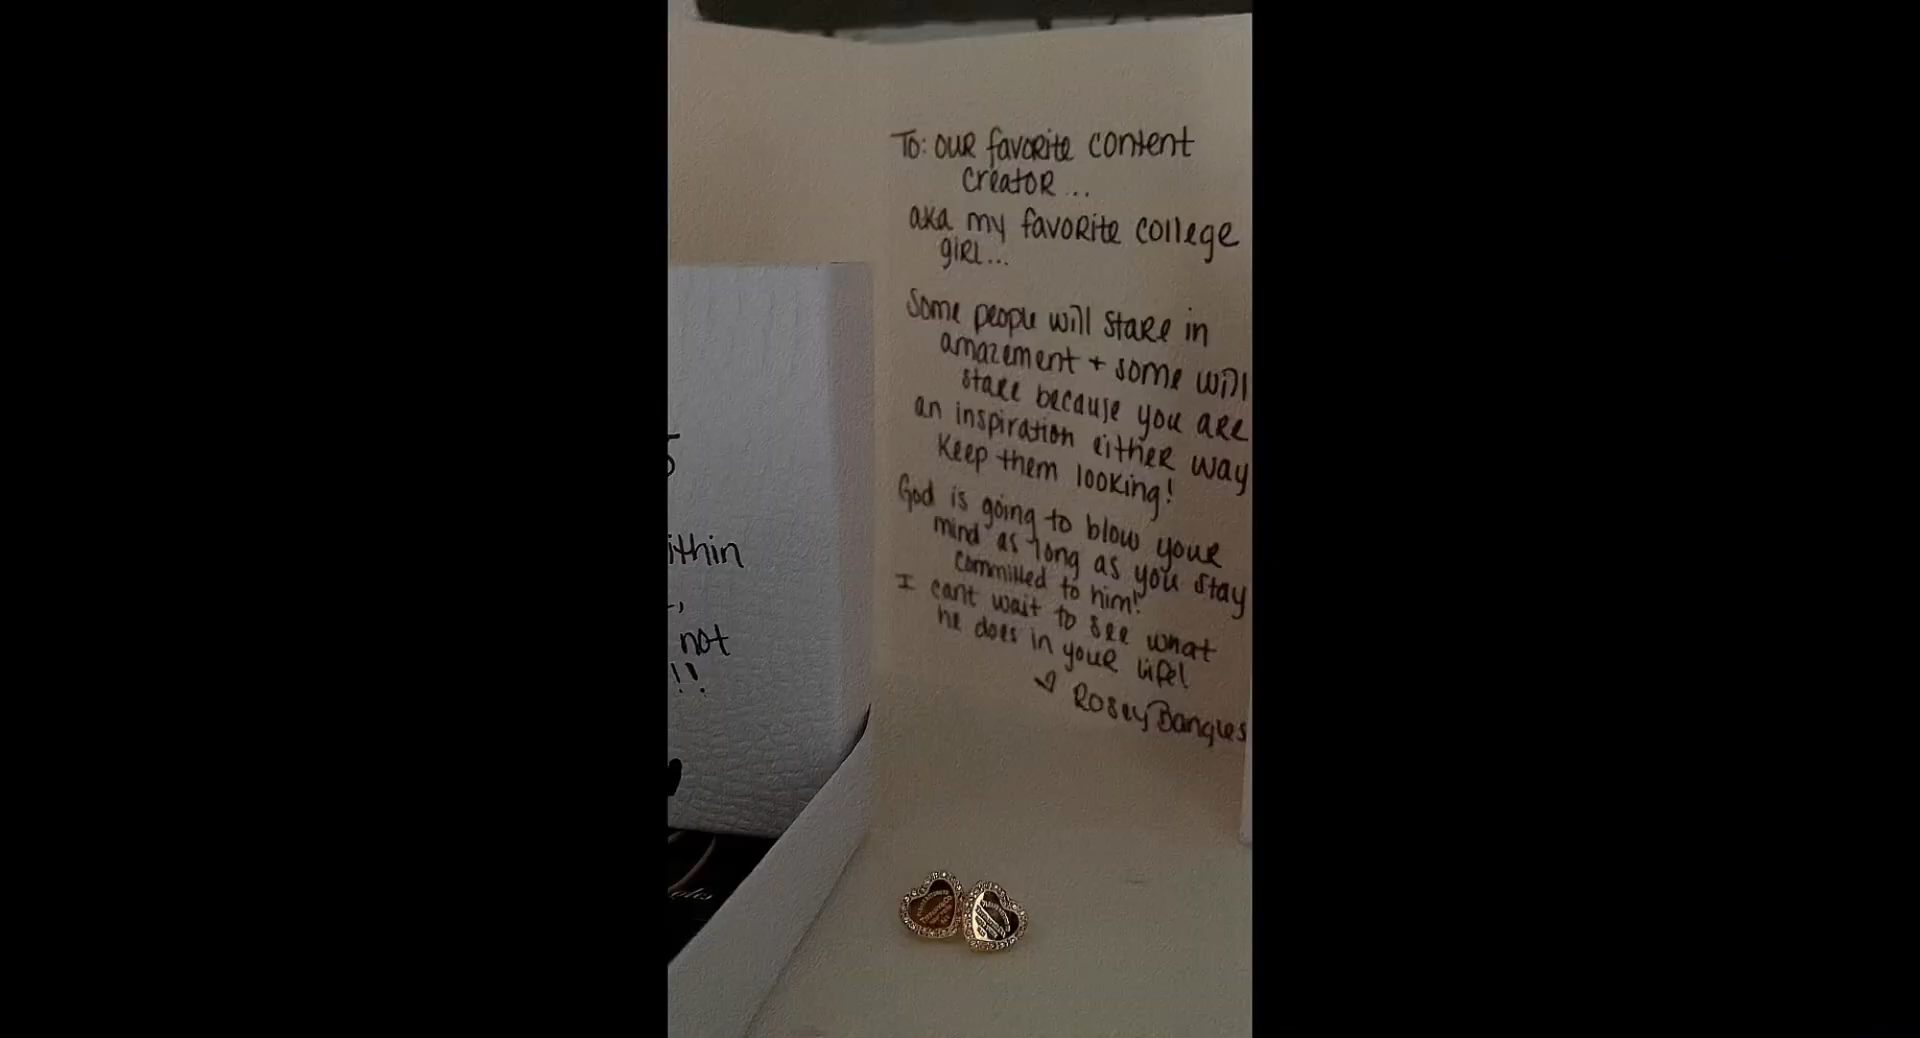 To: our favorite content
creator...
aka my favorite college
girl...
Some people will stare in
amazement + some will
stare because you are
an inspiration either way
keep them looking!
God is going to blow your
mind as long as you stay
committed to him!
I cant wait to see what
he does in your life!
Rosey Bangles
5
ithin
not
!!